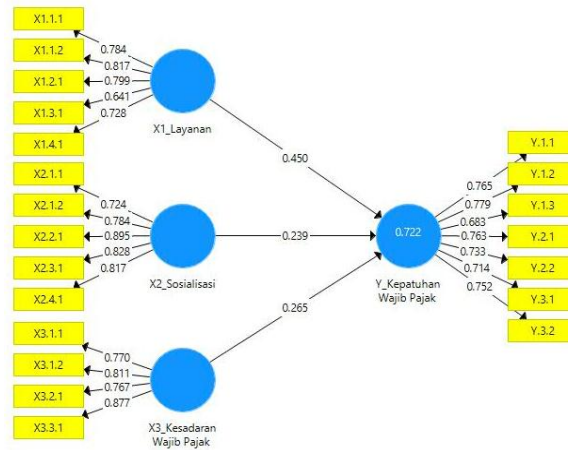 X1.1.1
X1.1.2
X1.2.1
X1.3.1
X1.4.1
0.784
0.817
0.799
0.641
0.728
X1_Layanan
0.450
X2.1.1
X2.1.2
X2.2.1
X2.3.1
X2.4.1
0.724
0.784
0.895
0.828
0.817
X2_Sosialisasi
0.239
X3.1.1
X3.1.2
X3.2.1
X3.3.1
0.770
0.811
0.767
0.877
X3_Kesadaran
Wajib Pajak
0.265
0.722
Y_Kepatuhan
Wajib Pajak
0.765
0.779
0.683
0.763
0.733
0.714
0.752
Y.1.1
Y.1.2
Y.1.3
Y.2.1
Y.2.2
Y.3.1
Y.3.2